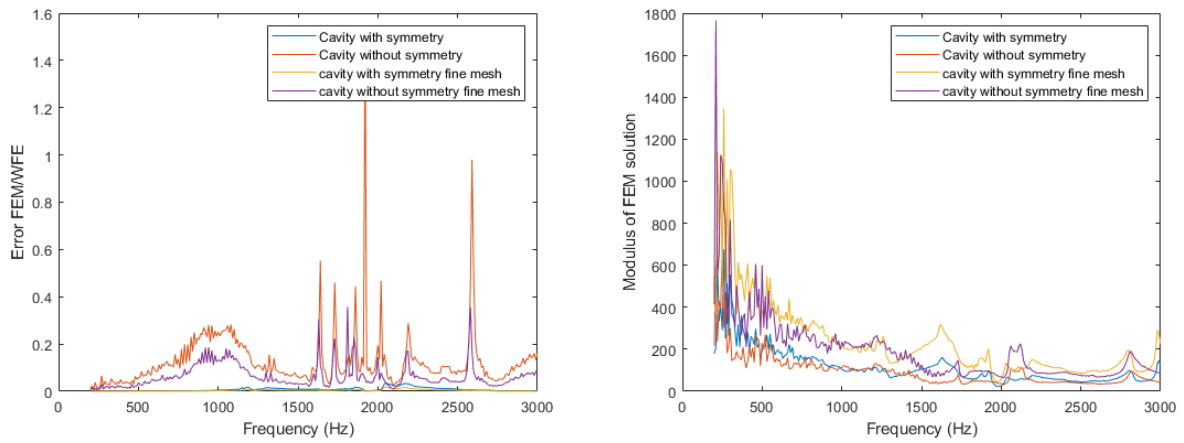 1.6
1.4
1.2
1
0.8
0.6
0.4
0.2
0
Error FEM/WFE
Cavity with symmetry
Cavity without symmetry
cavity with symmetry fine mesh
cavity without symmetry fine mesh
0 500 1000 1500 2000 2500 3000
Frequency (Hz)
1800
1600
1400
1200
1000
800
600
400
200
0
Modulus of FEM solution
Cavity with symmetry
Cavity without symmetry
cavity with symmetry fine mesh
cavity without symmetry fine mesh
0 500 1000 1500 2000 2500 3000
Frequency (Hz)